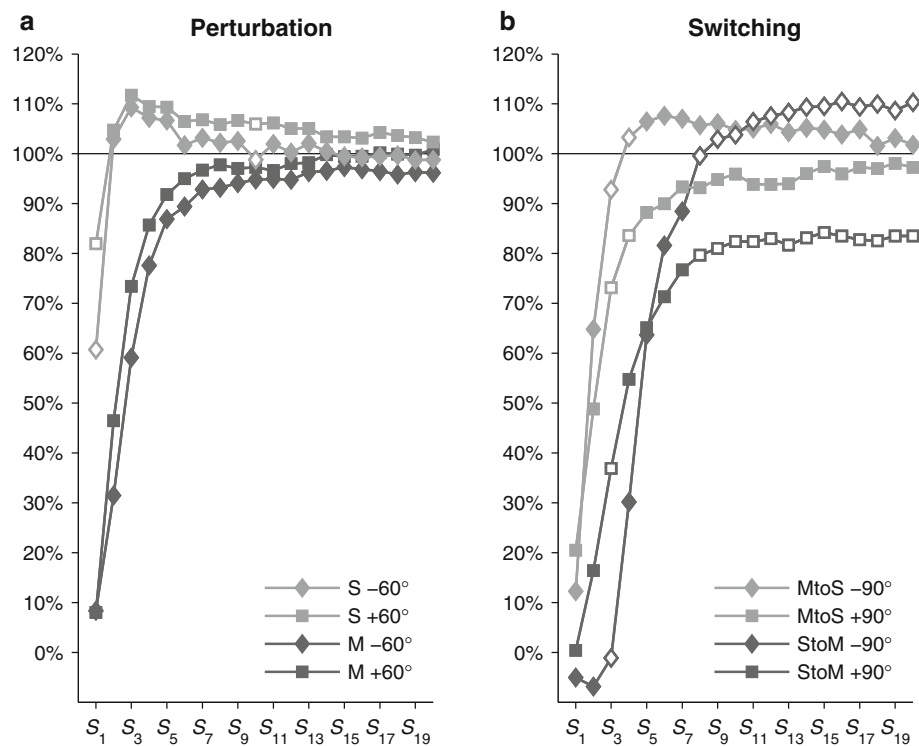 a Perturbation
120%
110%
100%
90%
80%
70%
60%
50%
40%
30%
20%
10%
0%
S −60°
S +60°
M −60°
M +60°
S1 S3 S5 S7 S9 S11 S13 S15 S17 S19
b Switching
120%
110%
100%
90%
80%
70%
60%
50%
40%
30%
20%
10%
0%
MtoS −90°
MtoS +90°
StoM −90°
StoM +90°
S1 S3 S5 S7 S9 S11 S13 S15 S17 S19